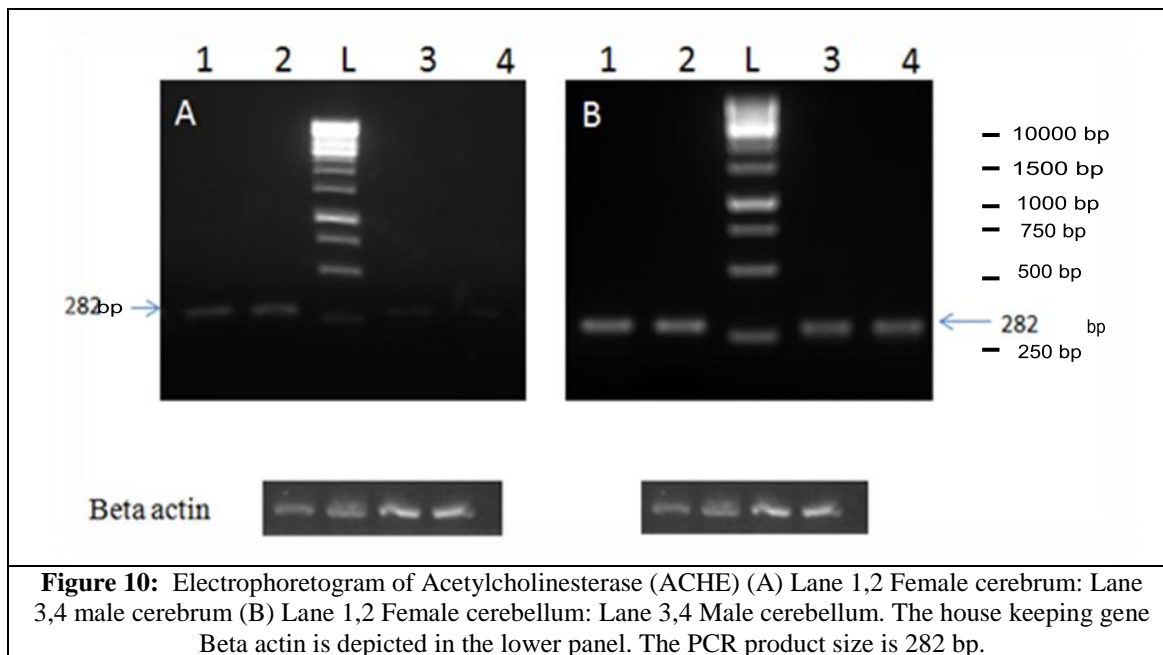 1 2 L 3 4 1 2 L 3 4
A B
10000 bp
1500 bp
1000 bp
750 bp
500 bp
282bp 282 bp
250 bp
Beta actin
Figure 10: Electrophoretogram of Acetylcholinesterase (ACHE) (A) Lane 1,2 Female cerebrum: Lane
3,4 male cerebrum (B) Lane 1,2 Female cerebellum: Lane 3,4 Male cerebellum. The house keeping gene
Beta actin is depicted in the lower panel. The PCR product size is 282 bp.